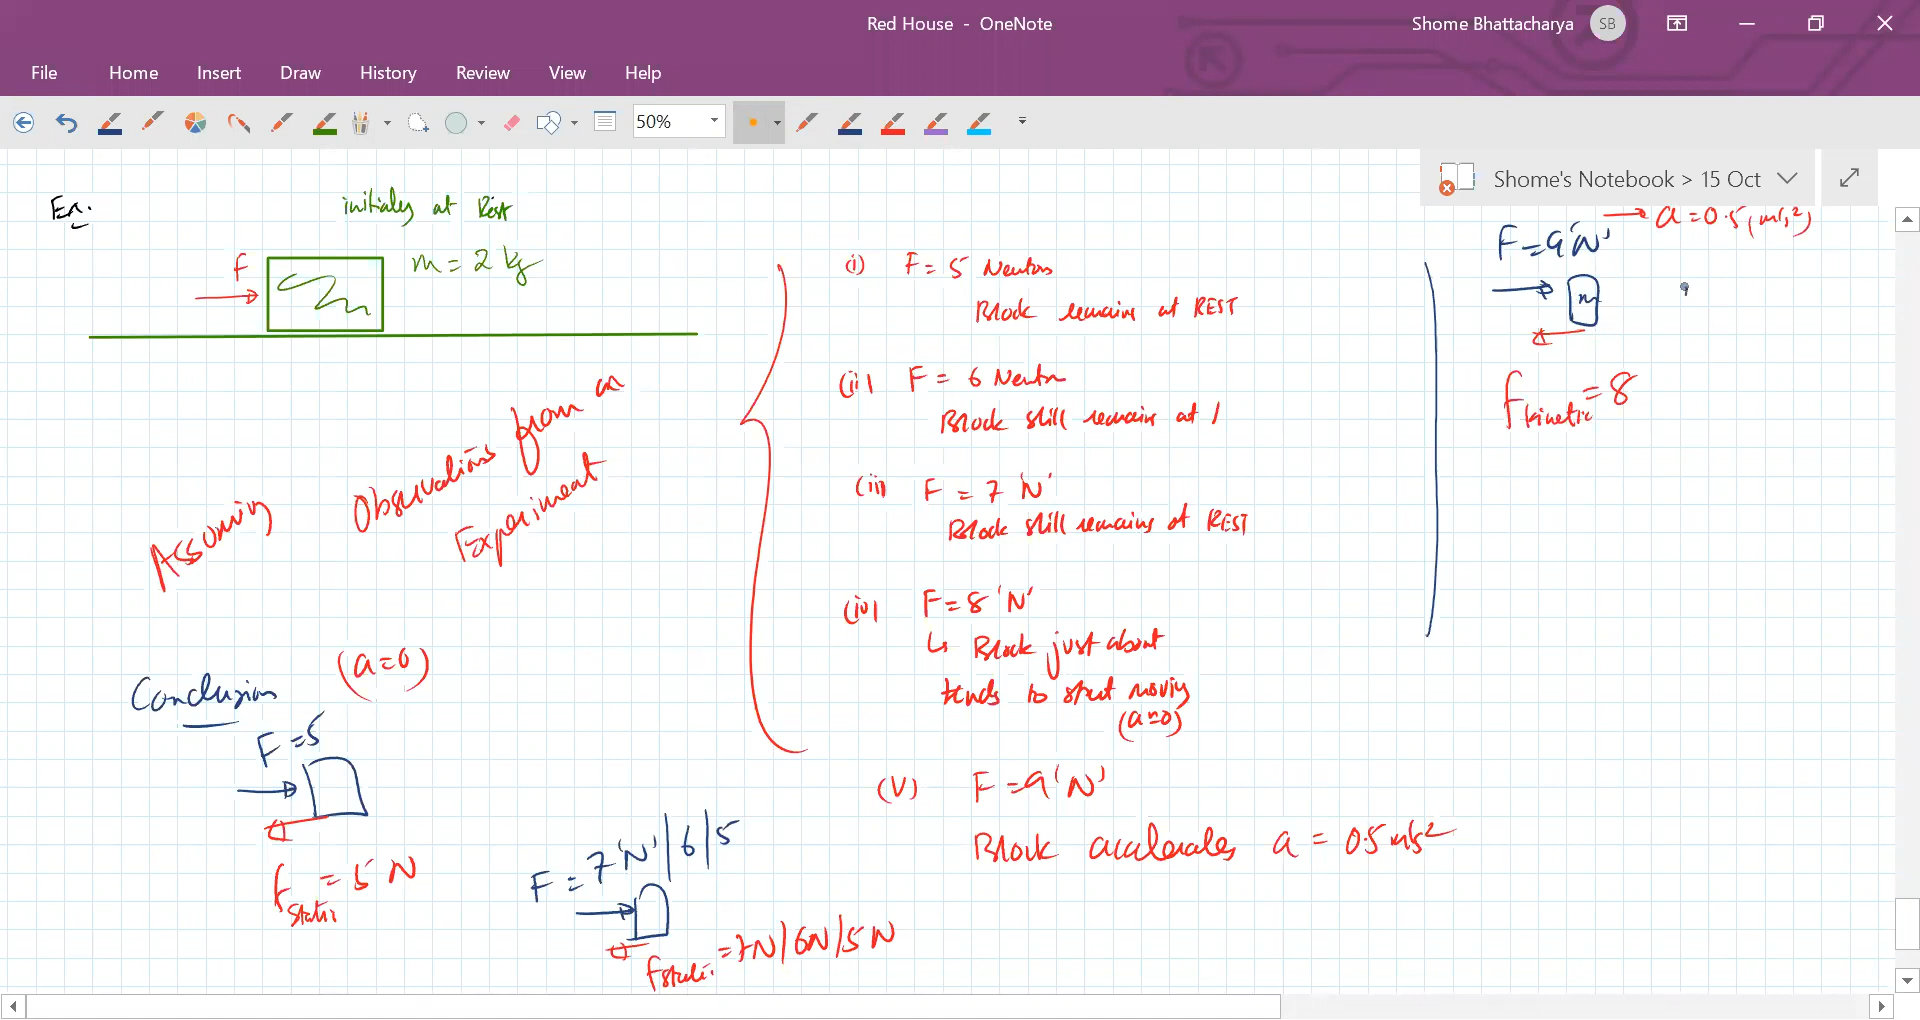 Red House - OneNote
Shome Bhattacharya SB
File Home Insert Draw History Review View Help
50%
Shome's Notebook > 15 Oct
Ex.
initialy at Rest
F
m = 2 kg
Assuming Observations from an
Experiment
Conclusion (a=0)
F = 5
f static = 5 N
F = 7 'N' | 6 | 5
f static = 7N | 6N | 5 N
(i) F = 5 Newtons
Block remains at REST
(ii) F = 6 Newton
Block still remains at
(iii) F = 7 'N'
Block still remains at REST
(iv) F = 8 'N'
↳ Block just about
tends to start moving
(a=0)
(V) F = 9 'N'
Block accelerates a = 0.5 m/s2
a = 0.5 (m/s2)
F = 9 'N'
m
f kinetic = 8